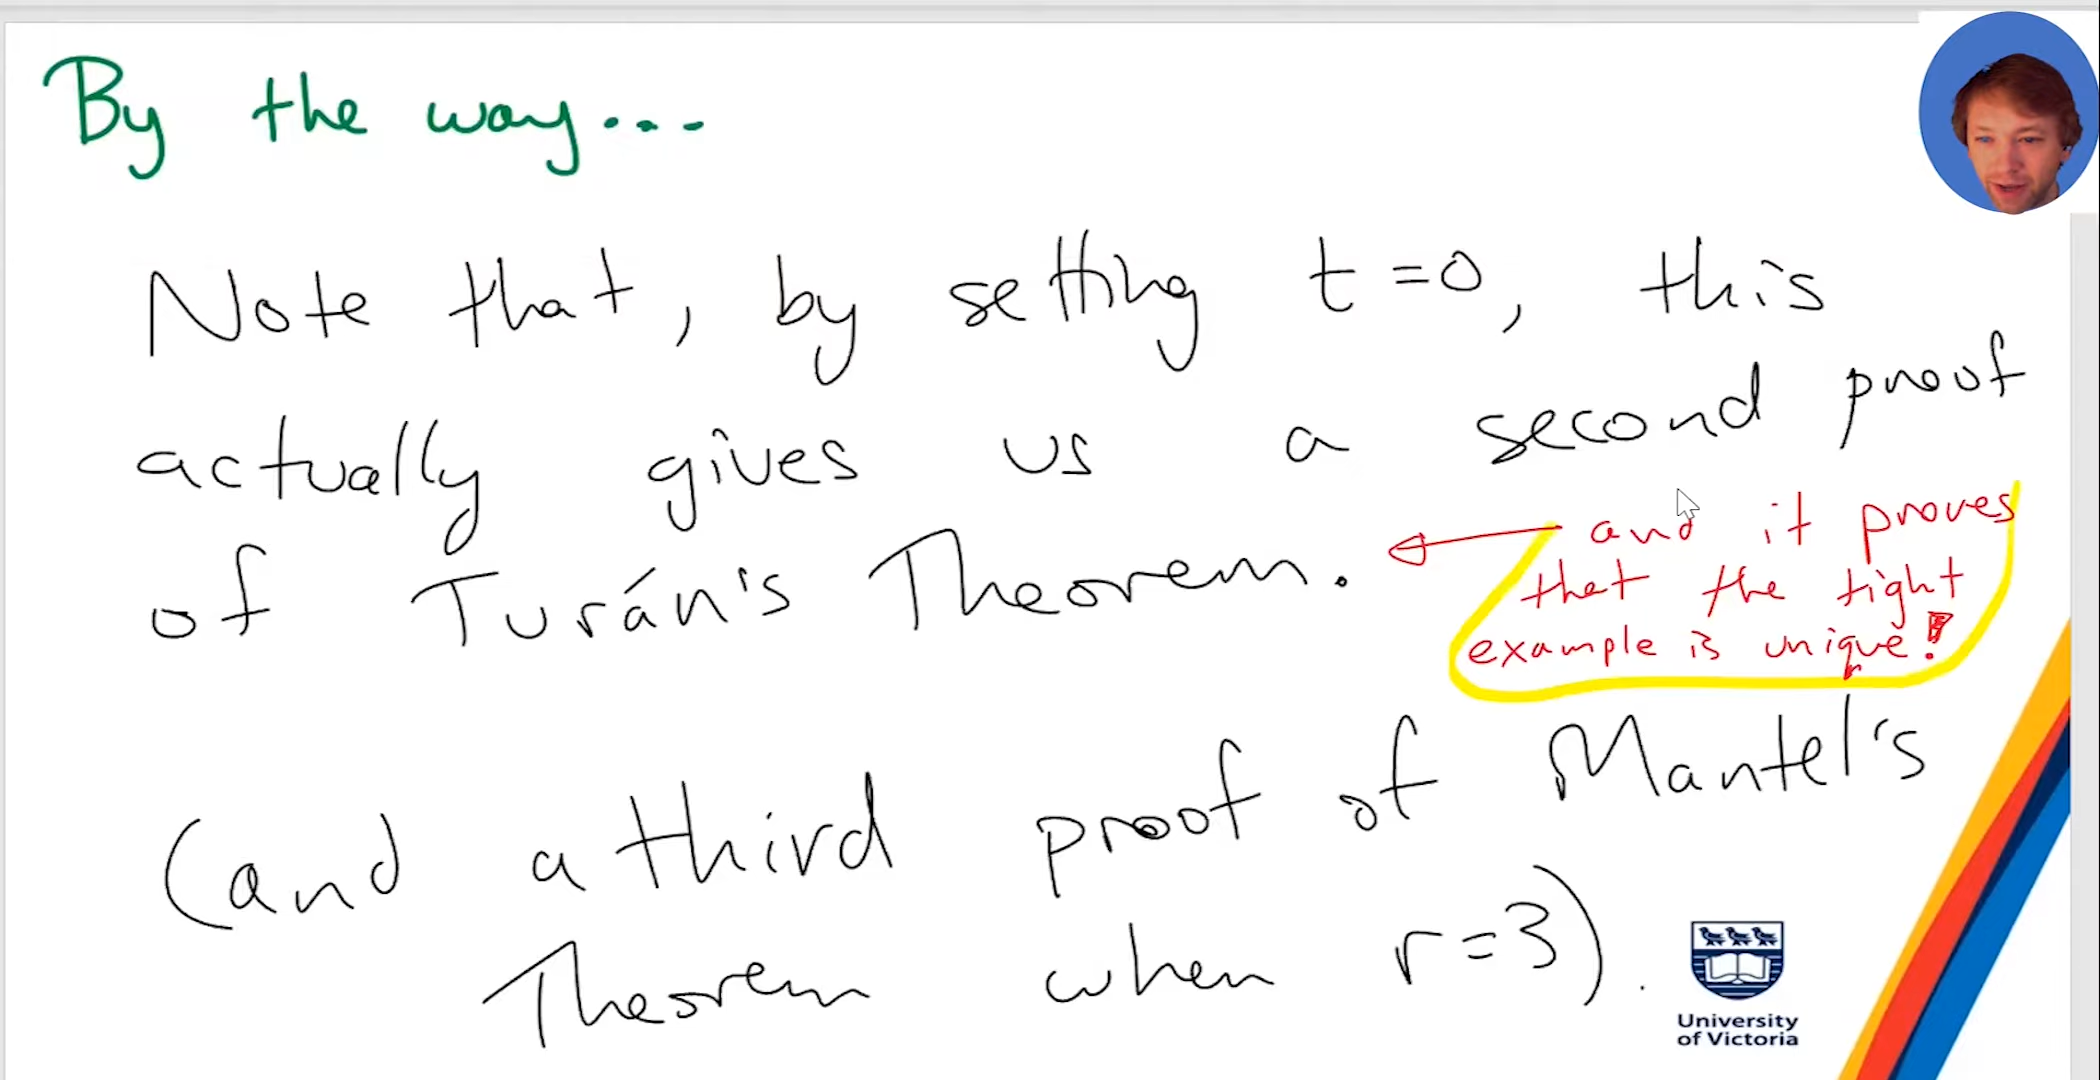 By the way...
Note that, by setting t=0, this
actually gives us a second proof
of Turán's Theorem.
and it proves
that the tight
example is unique!
(and a third proof of Mantel's
Theorem when r=3).
University
of Victoria